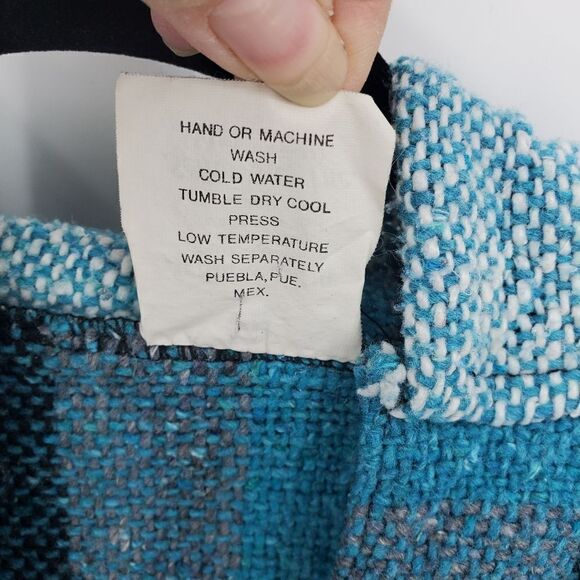 HAND OR MACHINE
WASH
COLD WATER
TUMBLE DRY COOL
PRESS
LOW TEMPERATURE
WASH SEPARATELY
PUEBLA, PUE.
MEX.